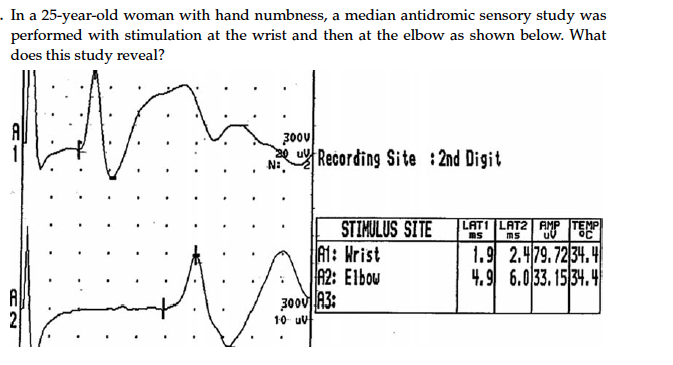 . In a 25-year-old woman with hand numbness, a median antidromic sensory study was
performed with stimulation at the wrist and then at the elbow as shown below. What
does this study reveal?
A
1
300V
20 uV
N: 2
Recording Site : 2nd Digit
STIMULUS SITE LAT1 ms LAT2 ms AMP uV TEMP ºC
A1: Wrist 1.9 2.4 79.72 34.4
A2: Elbow 4.9 6.0 33.15 34.4
A3:
A
2
300V
10 uV